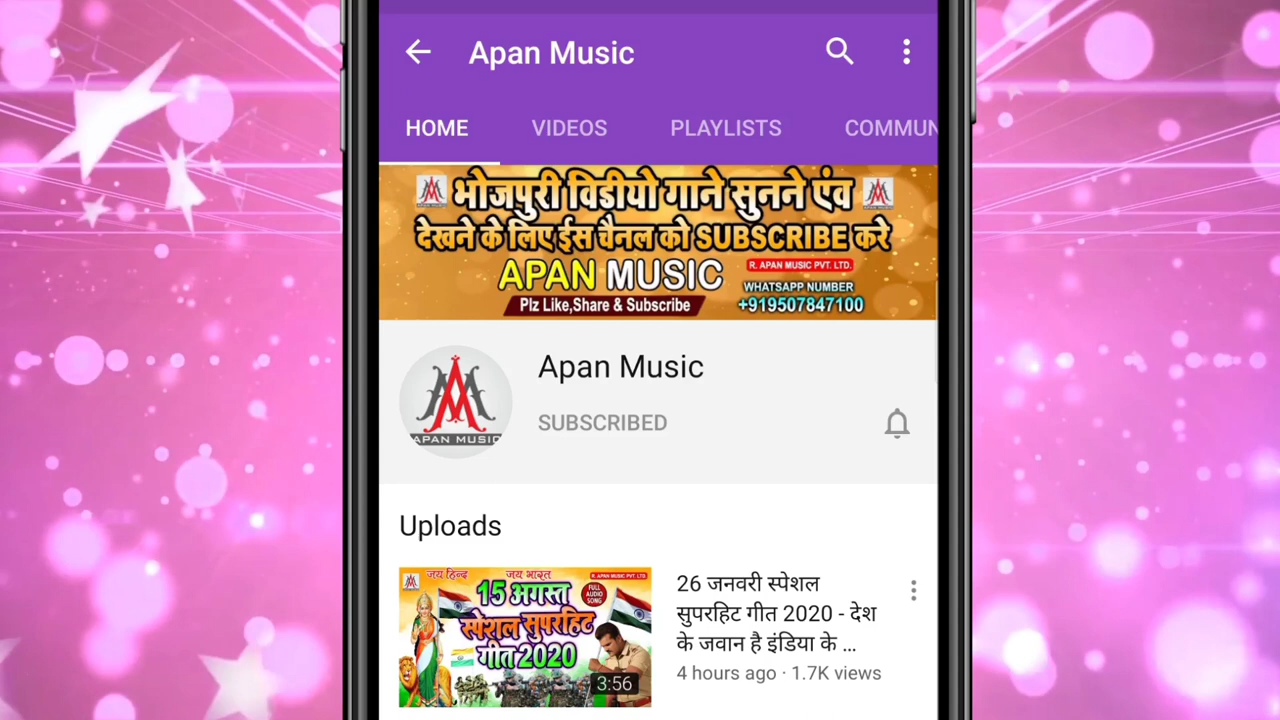 Apan Music
HOME VIDEOS PLAYLISTS COMMUN
भोजपुरी विडीयो गाने सुनने एंव
देखने के लिए ईस चैनल को SUBSCRIBE करे
APAN MUSIC
R. APAN MUSIC PVT. LTD.
Plz Like,Share & Subscribe
WHATSAPP NUMBER
+919507847100
APAN MUSIC
Apan Music
SUBSCRIBED
Uploads
जय हिन्द जय भारत
R. APAN MUSIC PVT. LTD
15 अगस्त
FULL AUDIO SONG
स्पेशल सुपरहिट
गीत 2020
3:56
26 जनवरी स्पेशल
सुपरहिट गीत 2020 - देश
के जवान है इंडिया के ...
4 hours ago · 1.7K views